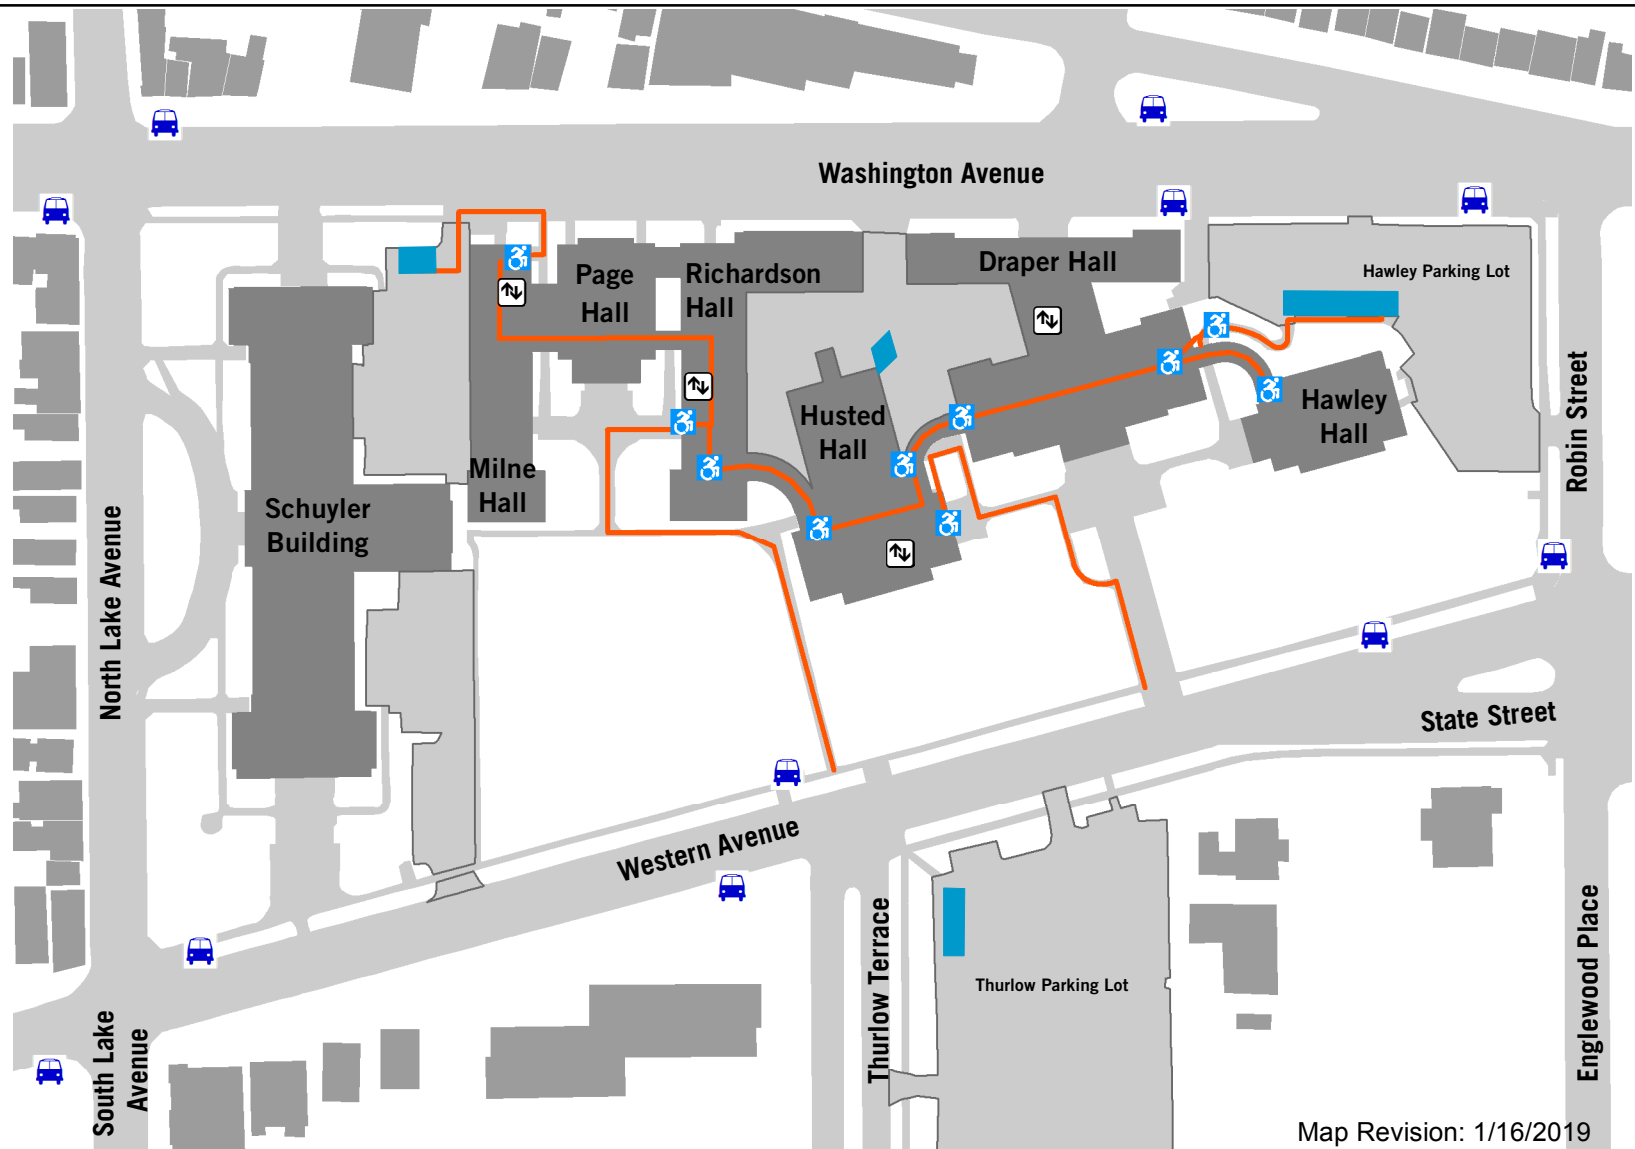 Washington Avenue
Draper Hall
Hawley Parking Lot
Page
Hall
Richardson
Hall
Husted
Hall
Hawley
Hall
Milne
Hall
Schuyler
Building
North Lake Avenue
Robin Street
State Street
Western Avenue
Thurlow Terrace
Thurlow Parking Lot
Englewood Place
South Lake
Avenue
Map Revision: 1/16/2019